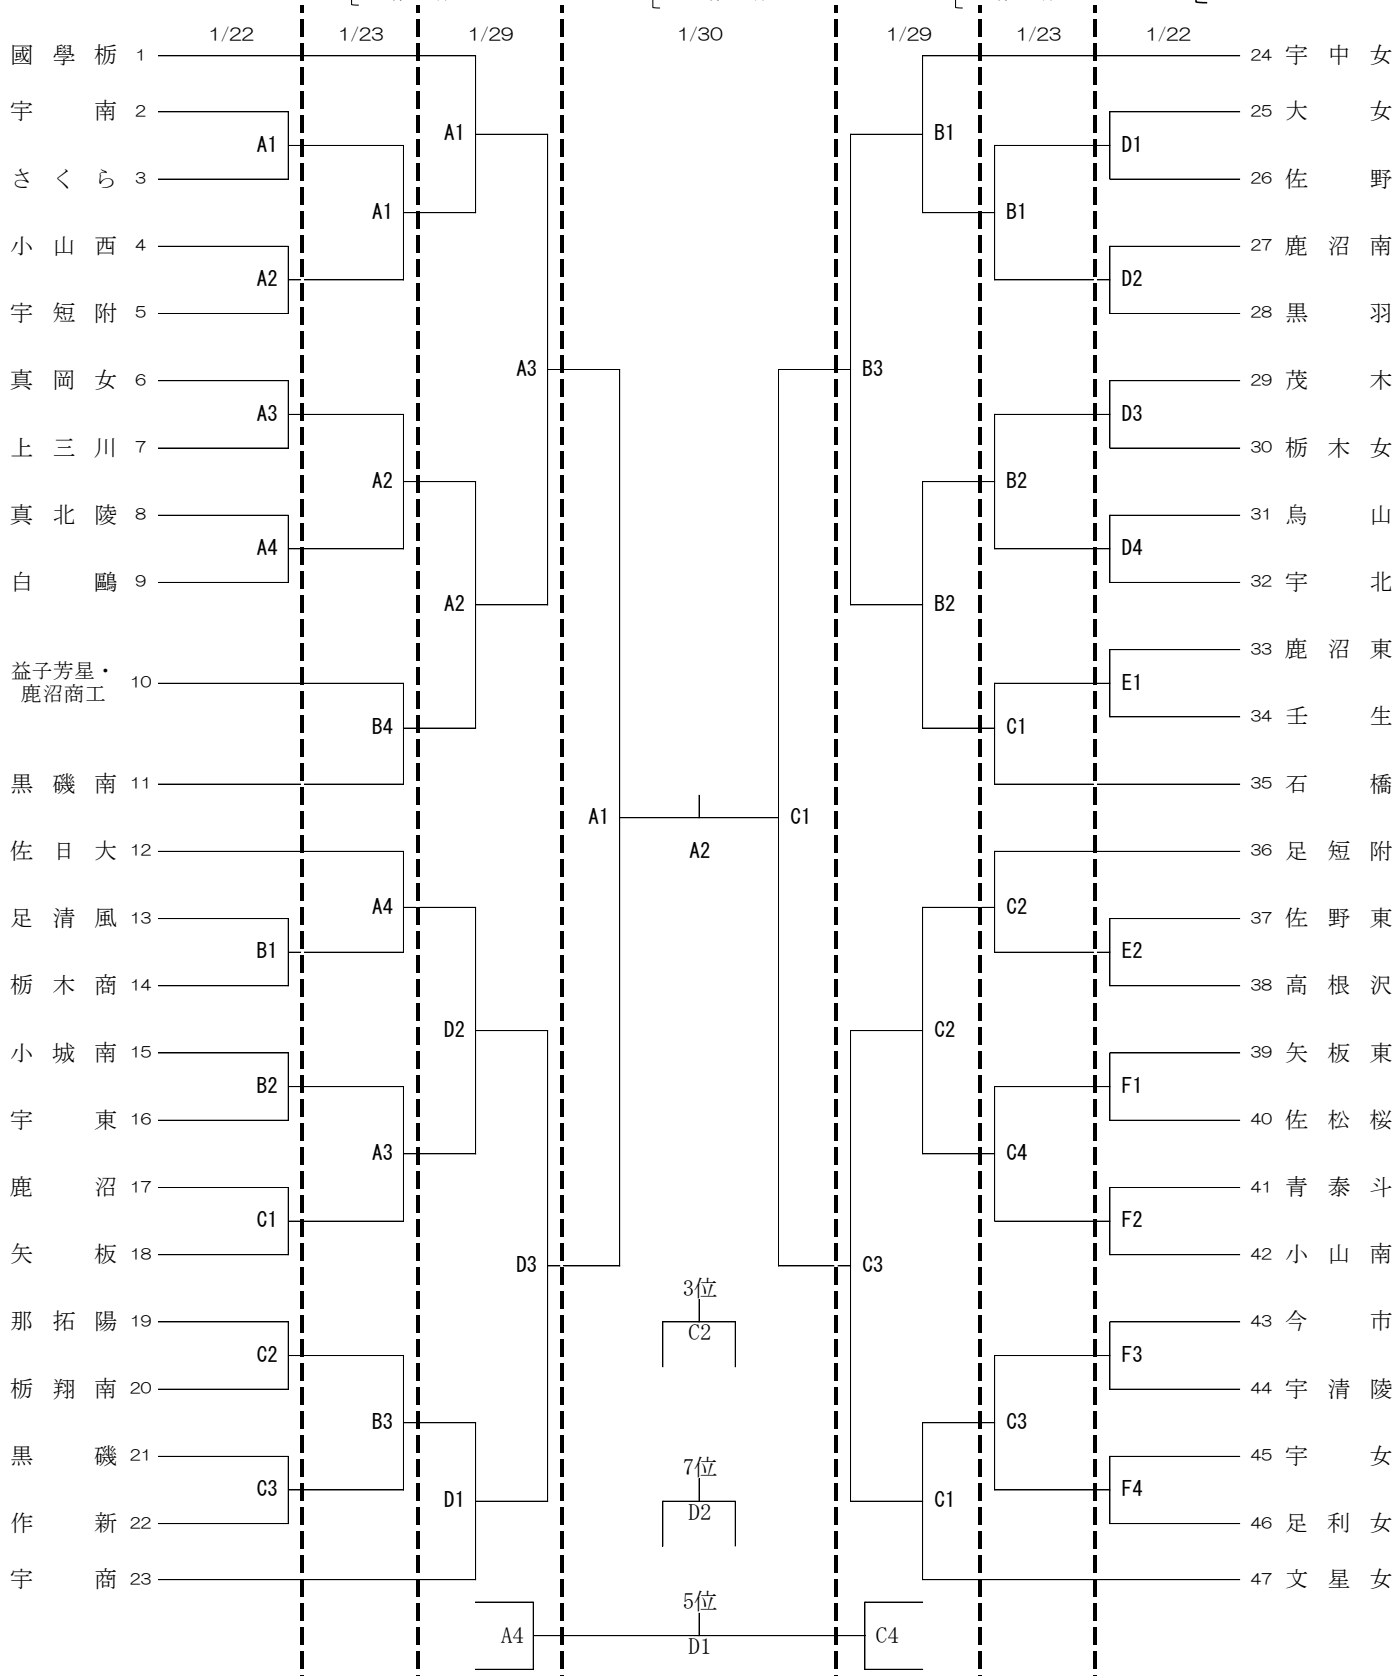 1/22 1/23 1/29 1/30 1/29 1/23 1/22
國學栃 1
24 宇中女
宇南 2
25 大女
A1 B1
A1 D1
さくら 3
26 佐野
A1 B1
小山西 4
27 鹿沼南
A2 D2
宇短附 5
28 黒羽
A3 B3
真岡女 6
29 茂木
A3 D3
上三川 7
30 栃木女
A2 B2
真北陵 8
31 烏山
A4 D4
白鷗 9
32 宇北
A2 B2
33 鹿沼東
益子芳星・
鹿沼商工 10
E1
34 壬生
B4 C1
黒磯南 11
35 石橋
A1 C1
A2
佐日大 12
36 足短附
A4 C2
足清風 13
37 佐野東
B1 E2
栃木商 14
38 高根沢
D2 C2
小城南 15
39 矢板東
B2 F1
宇東 16
40 佐松桜
A3 C4
鹿沼 17
41 青泰斗
C1 F2
矢板 18
42 小山南
D3 C3
3位
那拓陽 19
43 今市
C2
C2 F3
栃翔南 20
44 宇清陵
B3 C3
黒磯 21
45 宇女
7位
C3 F4
D1 C1
D2
作新 22
46 足利女
宇商 23
47 文星女
5位
A4 C4
D1